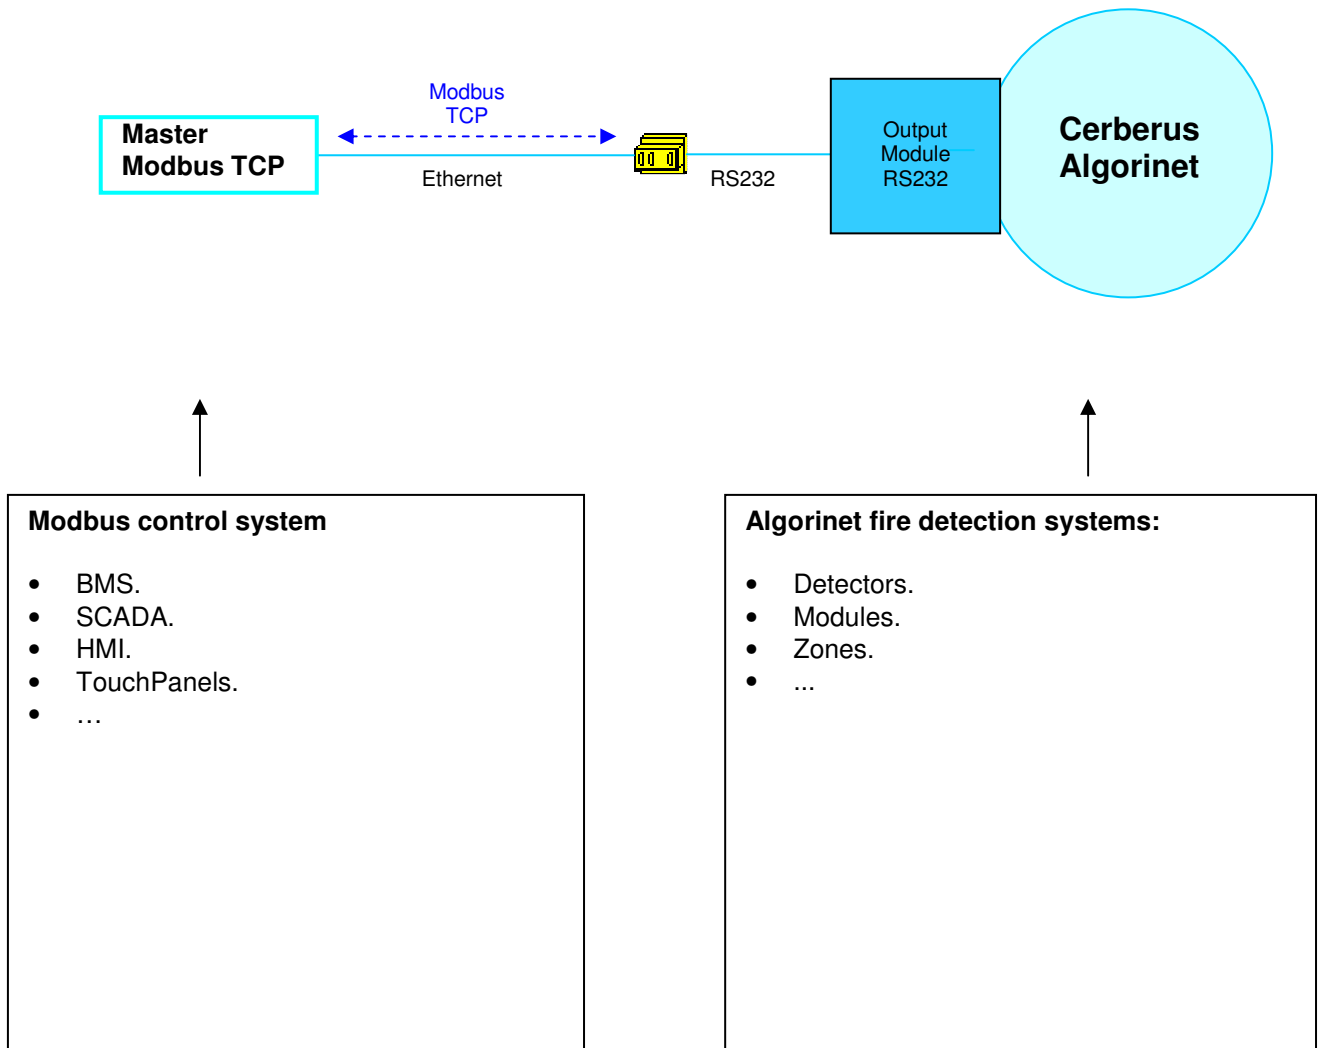 Modbus
TCP
Master
Modbus TCP
Ethernet
RS232
Output
Module
RS232
Cerberus
Algorinet
Modbus control system
• BMS.
• SCADA.
• HMI.
• TouchPanels.
• …
Algorinet fire detection systems:
• Detectors.
• Modules.
• Zones.
• ...